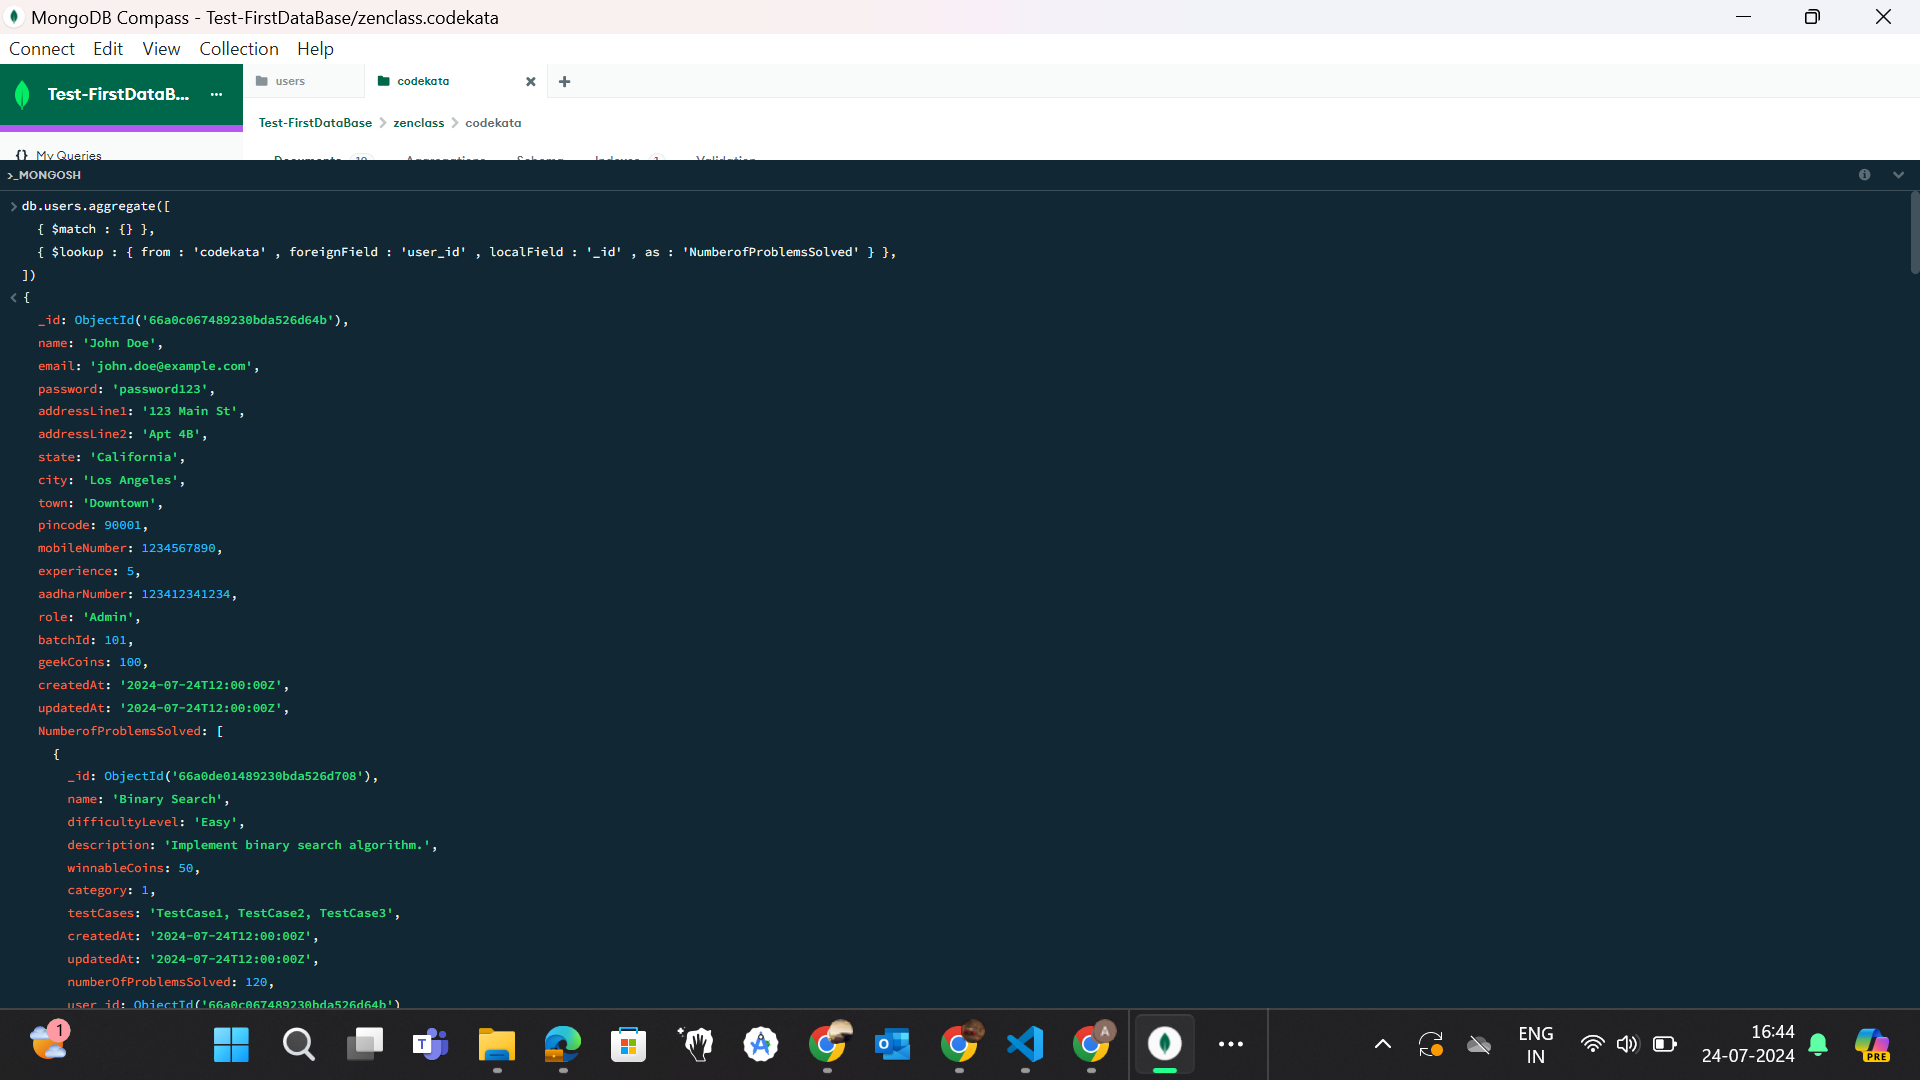 MongoDB Compass - Test-FirstDataBase/zenclass.codekata
Connect Edit View Collection Help
Test-FirstDataB... ...
users
codekata
Test-FirstDataBase > zenclass > codekata
{} My Queries
Documents 10 Aggregations Schema Indexes 1 Validation
>_MONGOSH
> db.users.aggregate([
{ $match : {} },
{ $lookup : { from : 'codekata' , foreignField : 'user_id' , localField : '_id' , as : 'NumberofProblemsSolved' } },
])
< {
_id: ObjectId('66a0c067489230bda526d64b'),
name: 'John Doe',
email: 'john.doe@example.com',
password: 'password123',
addressLine1: '123 Main St',
addressLine2: 'Apt 4B',
state: 'California',
city: 'Los Angeles',
town: 'Downtown',
pincode: 90001,
mobileNumber: 1234567890,
experience: 5,
aadharNumber: 123412341234,
role: 'Admin',
batchId: 101,
geekCoins: 100,
createdAt: '2024-07-24T12:00:00Z',
updatedAt: '2024-07-24T12:00:00Z',
NumberofProblemsSolved: [
{
_id: ObjectId('66a0de01489230bda526d708'),
name: 'Binary Search',
difficultyLevel: 'Easy',
description: 'Implement binary search algorithm.',
winnableCoins: 50,
category: 1,
testCases: 'TestCase1, TestCase2, TestCase3',
createdAt: '2024-07-24T12:00:00Z',
updatedAt: '2024-07-24T12:00:00Z',
numberOfProblemsSolved: 120,
user_id: ObjectId('66a0c067489230bda526d64b')
1
A
ENG
IN
16:44
24-07-2024
PRE